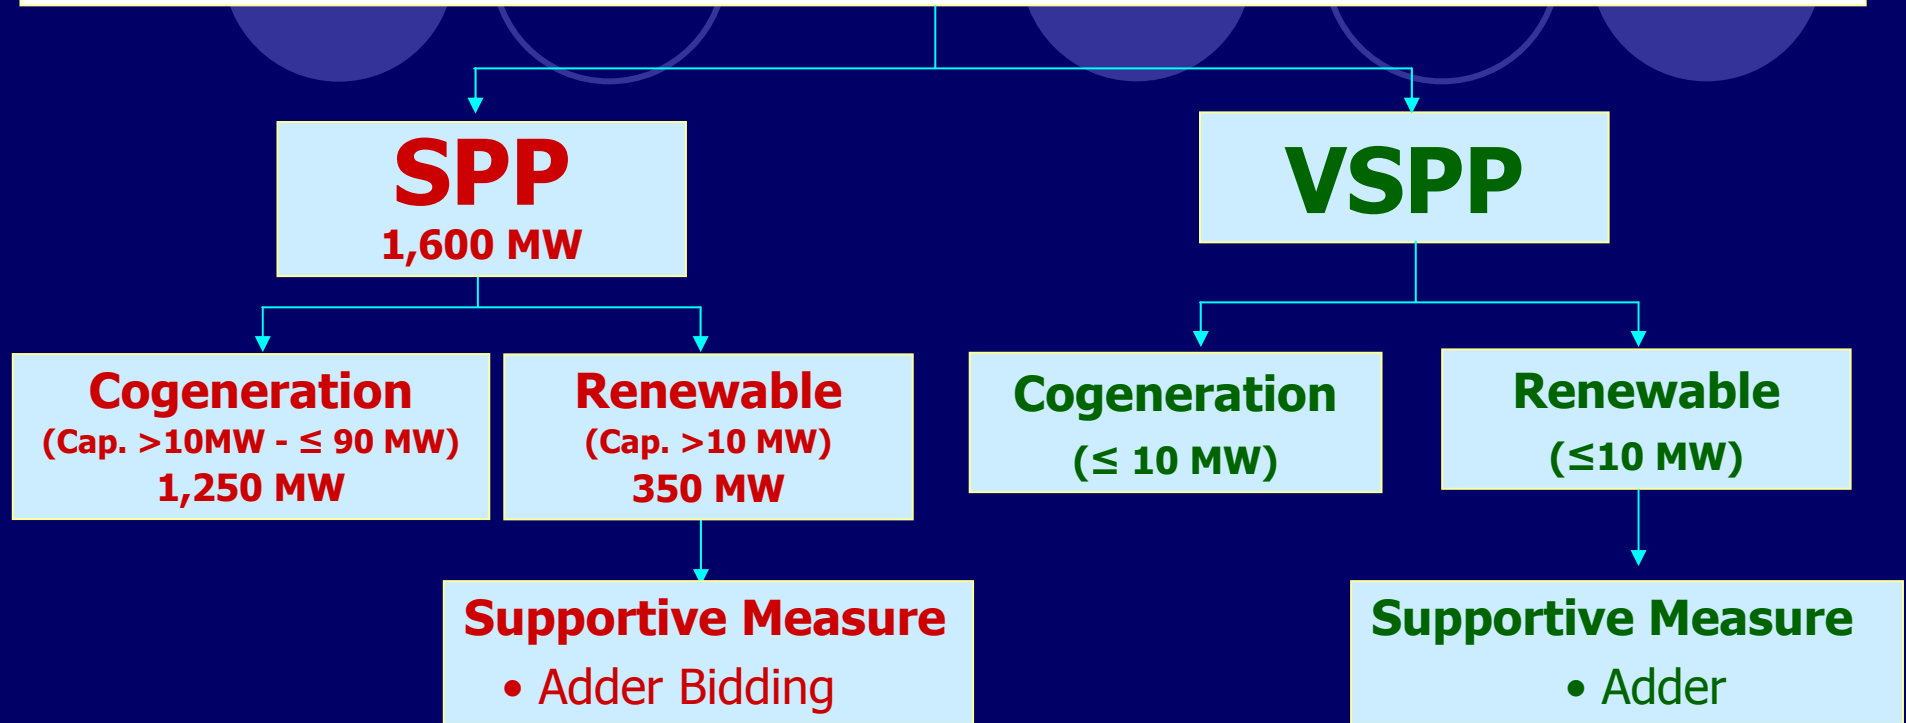 SPP
1,600 MW
VSPP
Cogeneration
(Cap. >10MW - ≤ 90 MW)
1,250 MW
Renewable
(Cap. >10 MW)
350 MW
Cogeneration
(≤ 10 MW)
Renewable
(≤10 MW)
Supportive Measure
• Adder Bidding
Supportive Measure
• Adder